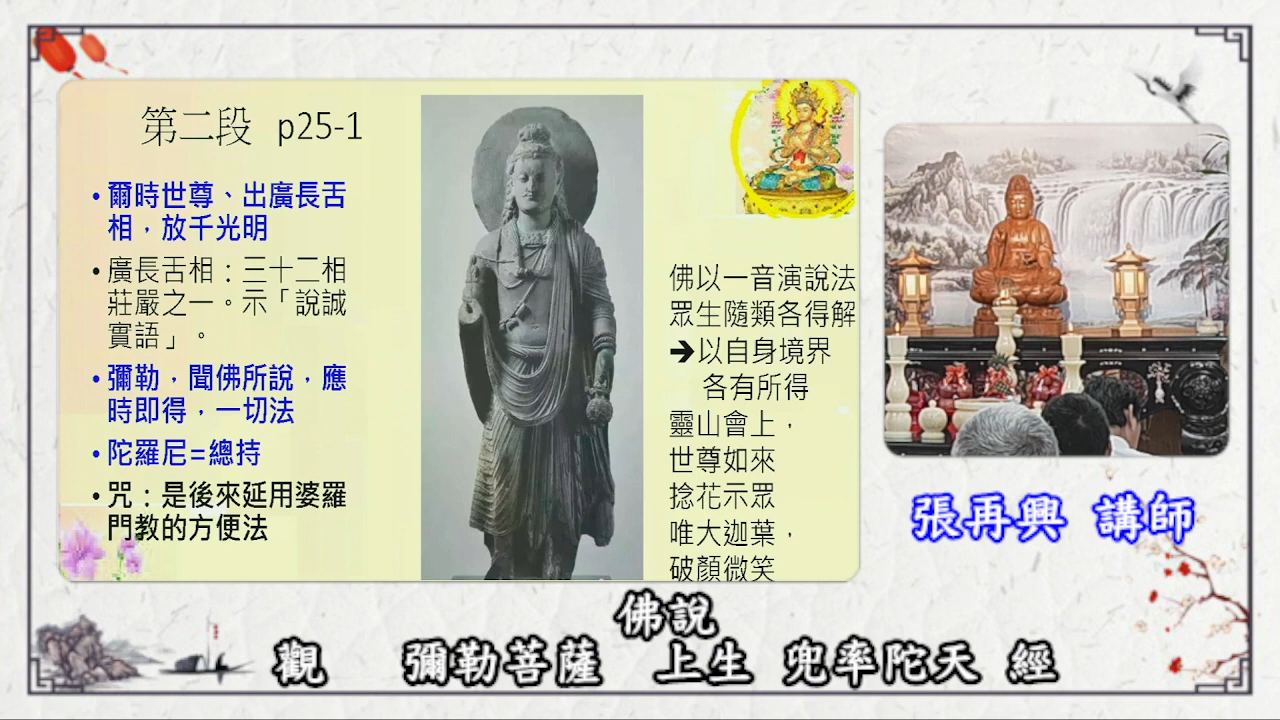 第二段 p25-1
•爾時世尊、出廣長舌
相，放千光明
•廣長舌相：三十二相
莊嚴之一。示「說誠
實語」。
•彌勒，聞佛所說，應
時即得，一切法
•陀羅尼=總持
•咒：是後來延用婆羅
門教的方便法
佛以一音演說法
眾生隨類各得解
➔以自身境界
各有所得
靈山會上，
世尊如來
捻花示眾
唯大迦葉，
破顏微笑
張再興 講師
佛說
觀 彌勒菩薩 上生 兜率陀天 經